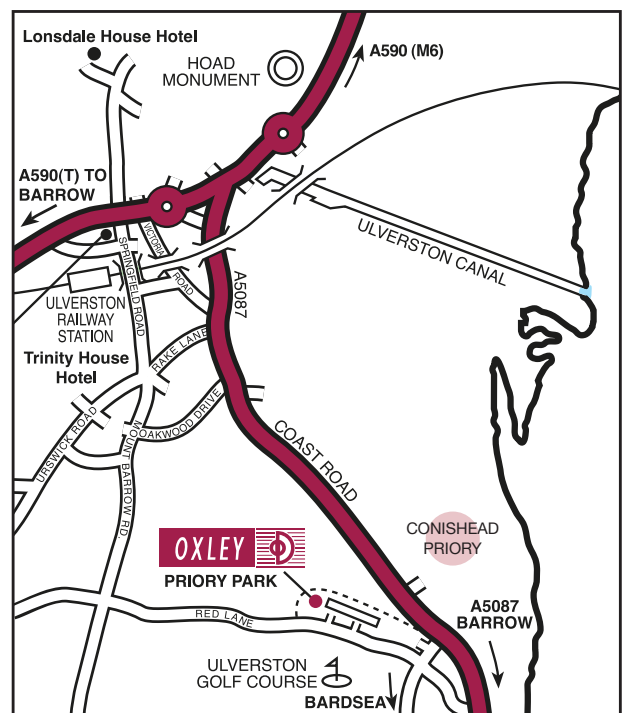 Lonsdale House Hotel
A590 (M6)
HOAD
MONUMENT
A590(T) TO
BARROW
VICTORIA
ROAD
SPRINGFIELD ROAD
ULVERSTON CANAL
A5087
ULVERSTON
RAILWAY
STATION
Trinity House
Hotel
RAKE LANE
OAKWOOD DRIVE
URSWICK ROAD
MOUNT BARROW RD.
COAST ROAD
CONISHEAD
PRIORY
OXLEY
PRIORY PARK
A5087
BARROW
RED LANE
ULVERSTON
GOLF COURSE
BARDSEA